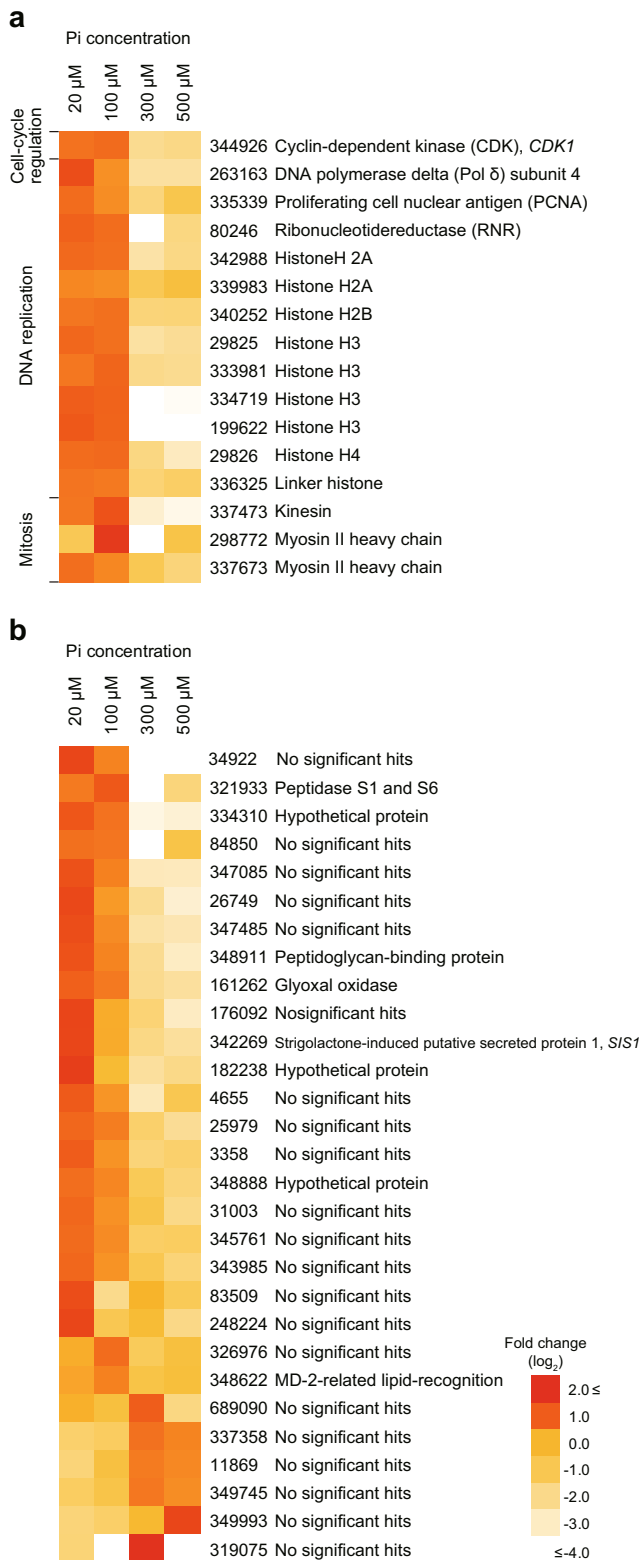 a
Pi concentration
20 µM 100 µM 300 µM 500 µM
Cell-cycle regulation
DNA replication
Mitosis
344926 Cyclin-dependent kinase (CDK), CDK1
263163 DNA polymerase delta (Pol δ) subunit 4
335339 Proliferating cell nuclear antigen (PCNA)
80246 Ribonucleotidereductase (RNR)
342988 HistoneH 2A
339983 Histone H2A
340252 Histone H2B
29825 Histone H3
333981 Histone H3
334719 Histone H3
199622 Histone H3
29826 Histone H4
336325 Linker histone
337473 Kinesin
298772 Myosin II heavy chain
337673 Myosin II heavy chain
b
Pi concentration
20 µM 100 µM 300 µM 500 µM
34922 No significant hits
321933 Peptidase S1 and S6
334310 Hypothetical protein
84850 No significant hits
347085 No significant hits
26749 No significant hits
347485 No significant hits
348911 Peptidoglycan-binding protein
161262 Glyoxal oxidase
176092 Nosignificant hits
342269 Strigolactone-induced putative secreted protein 1, SIS1
182238 Hypothetical protein
4655 No significant hits
25979 No significant hits
3358 No significant hits
348888 Hypothetical protein
31003 No significant hits
345761 No significant hits
343985 No significant hits
83509 No significant hits
248224 No significant hits
326976 No significant hits
348622 MD-2-related lipid-recognition
689090 No significant hits
337358 No significant hits
11869 No significant hits
349745 No significant hits
349993 No significant hits
319075 No significant hits
Fold change
(log2)
2.0 ≤
1.0
0.0
-1.0
-2.0
-3.0
≤-4.0